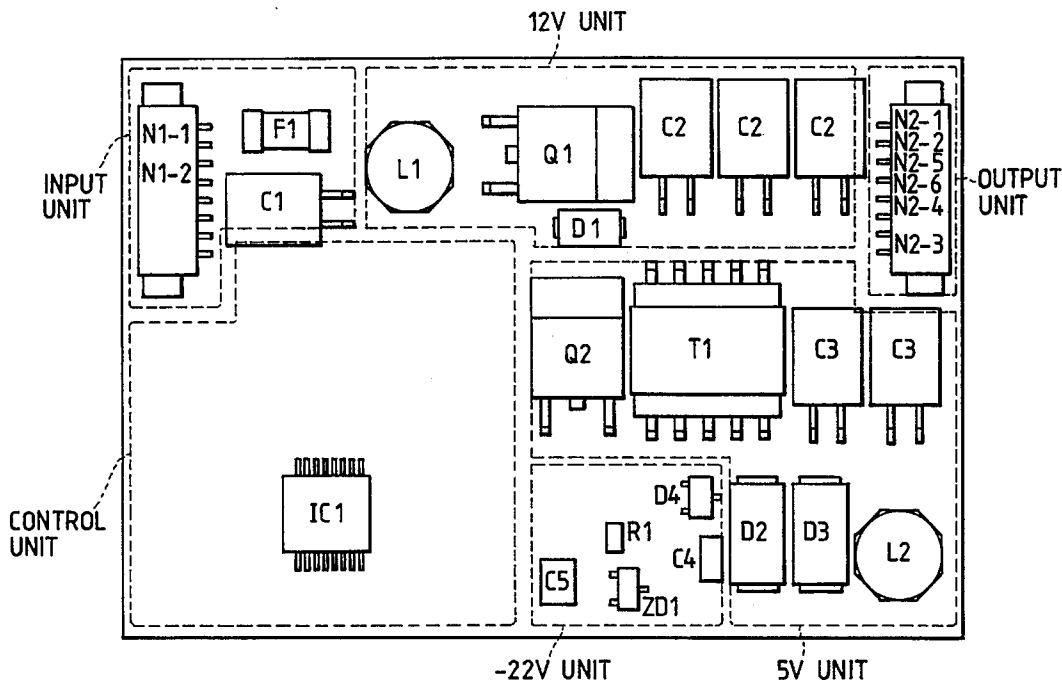 12V UNIT
N1-1
N1-2
F1
C1
L1
Q1
D1
C2
C2
C2
N2-1
N2-2
N2-5
N2-6
N2-4
N2-3
INPUT
UNIT
OUTPUT
UNIT
Q2
T1
C3
C3
CONTROL
UNIT
IC1
D4
R1
C4
C5
ZD1
D2
D3
L2
-22V UNIT
5V UNIT